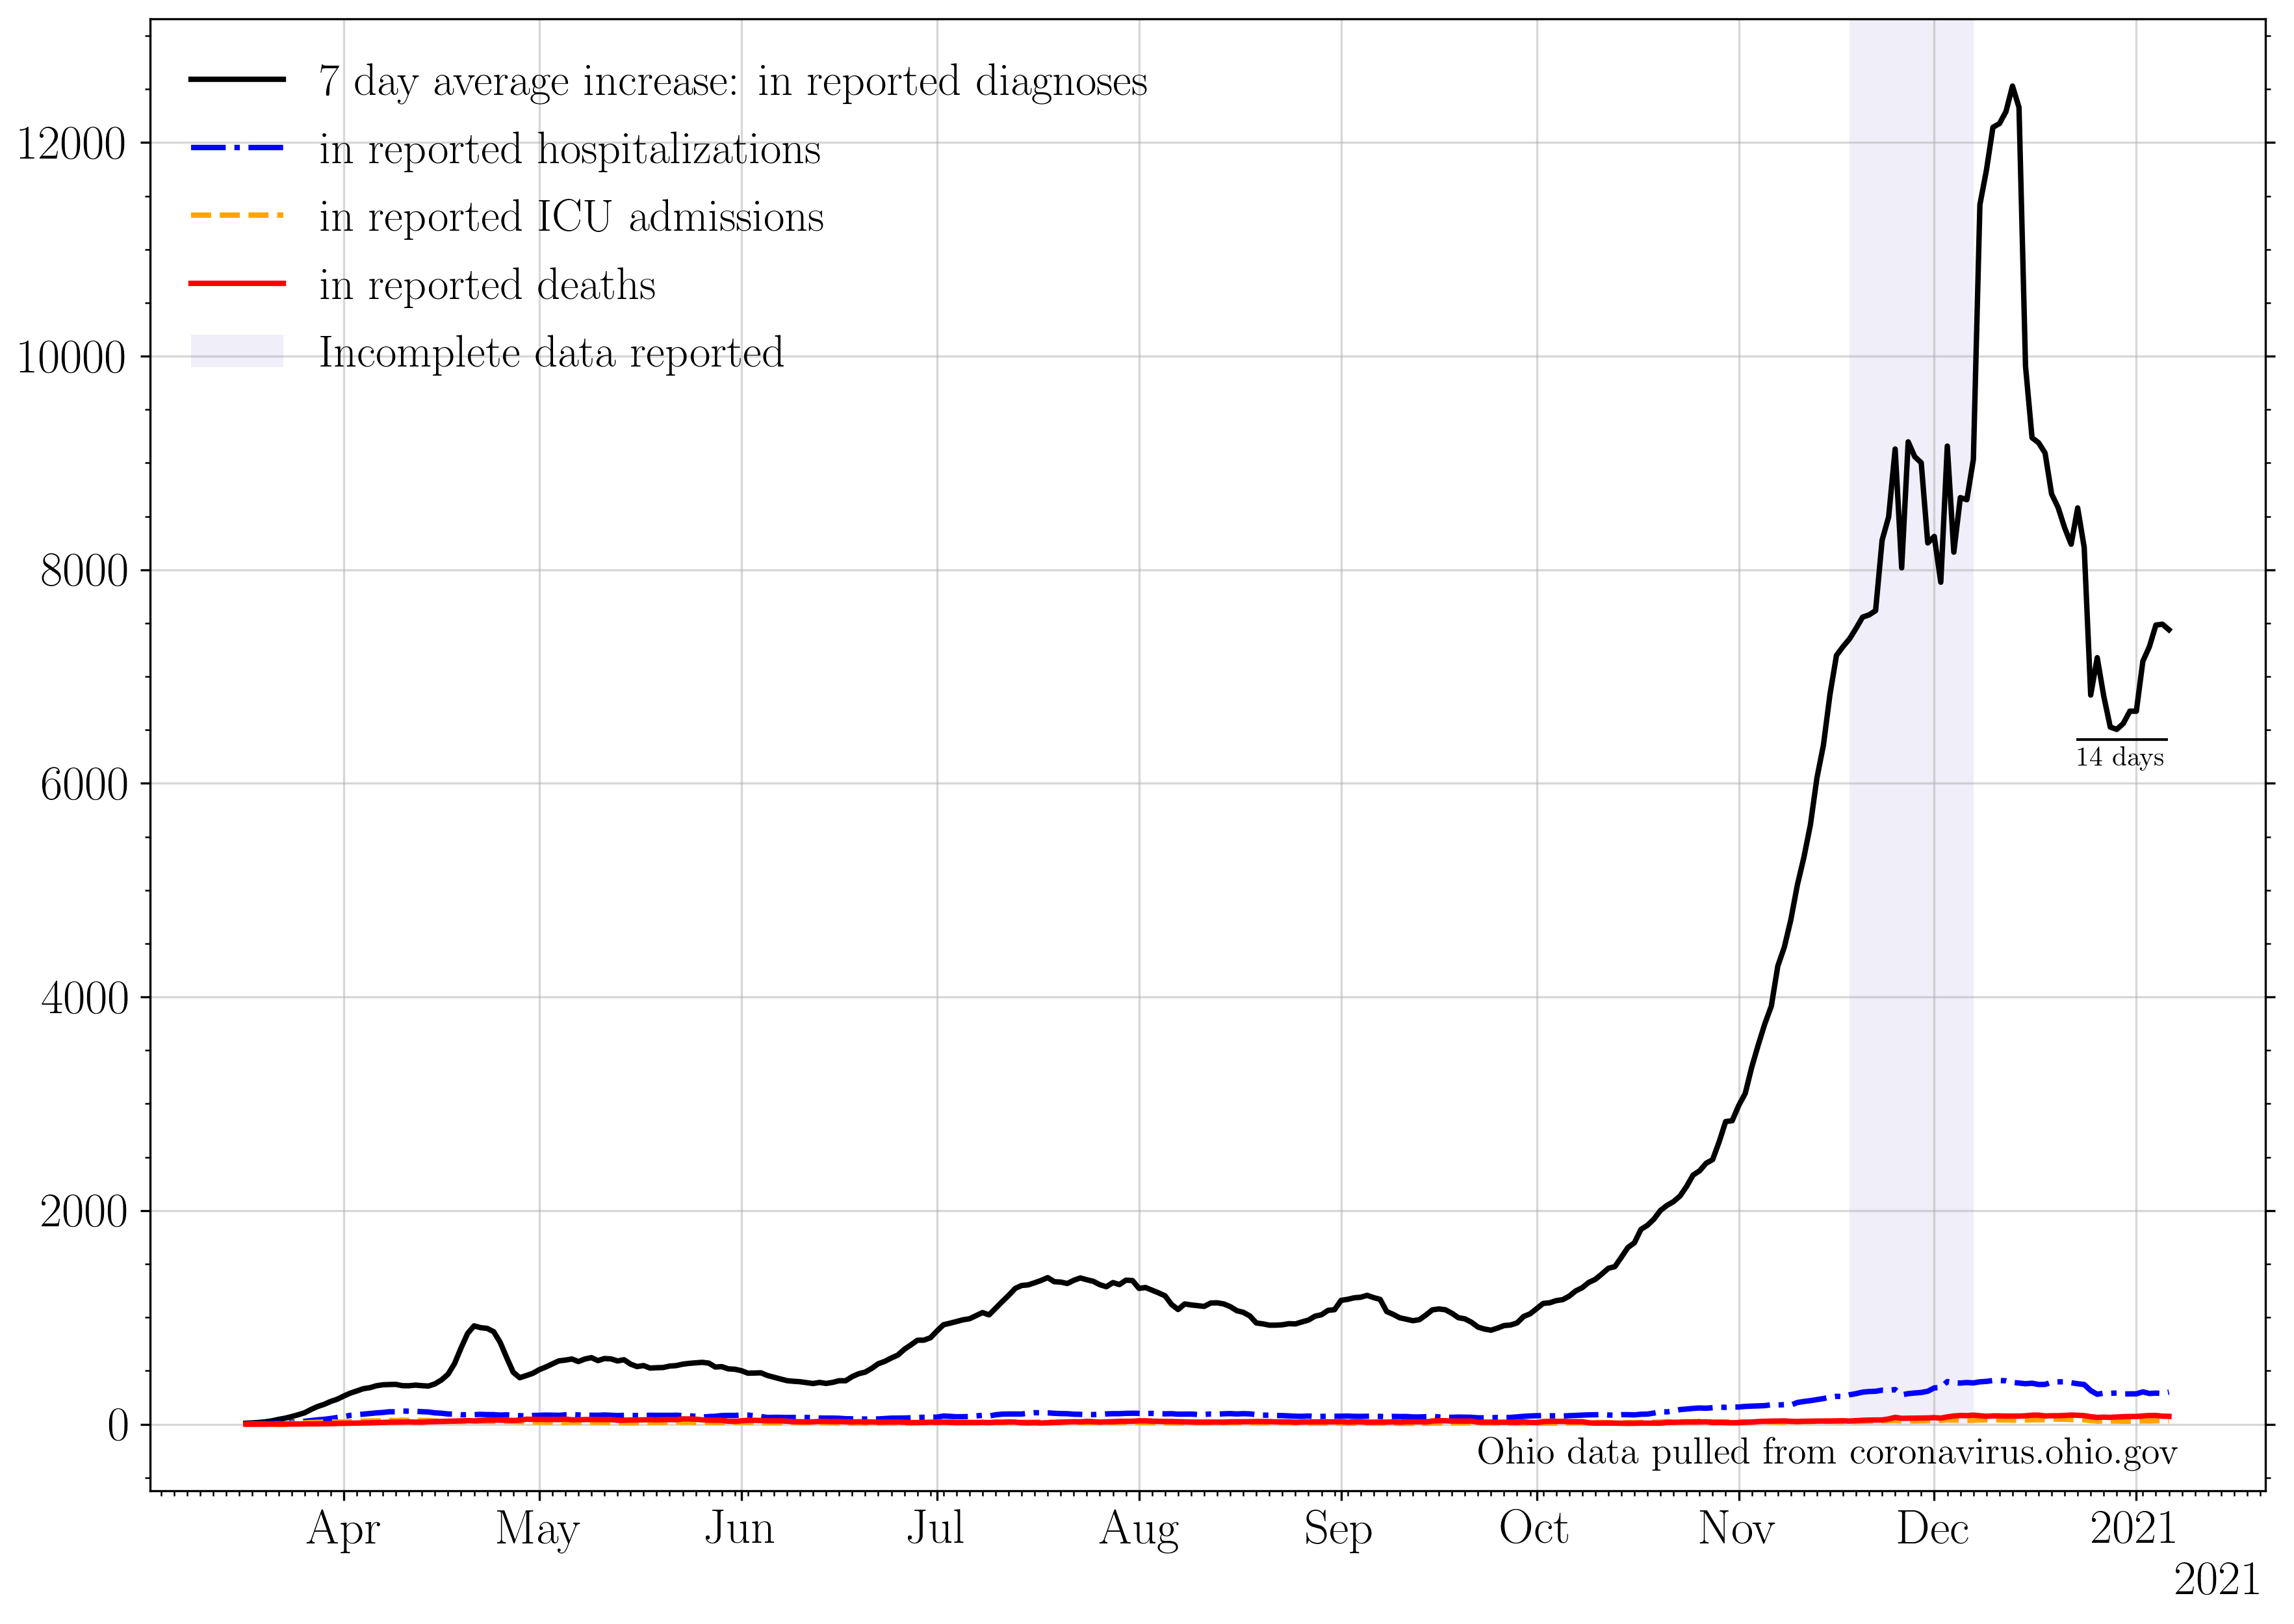 7 day average increase: in reported diagnoses
in reported hospitalizations
in reported ICU admissions
in reported deaths
Incomplete data reported
12000
10000
8000
6000
4000
2000
0
14 days
Ohio data pulled from coronavirus.ohio.gov
Apr May Jun Jul Aug Sep Oct Nov Dec 2021
2021